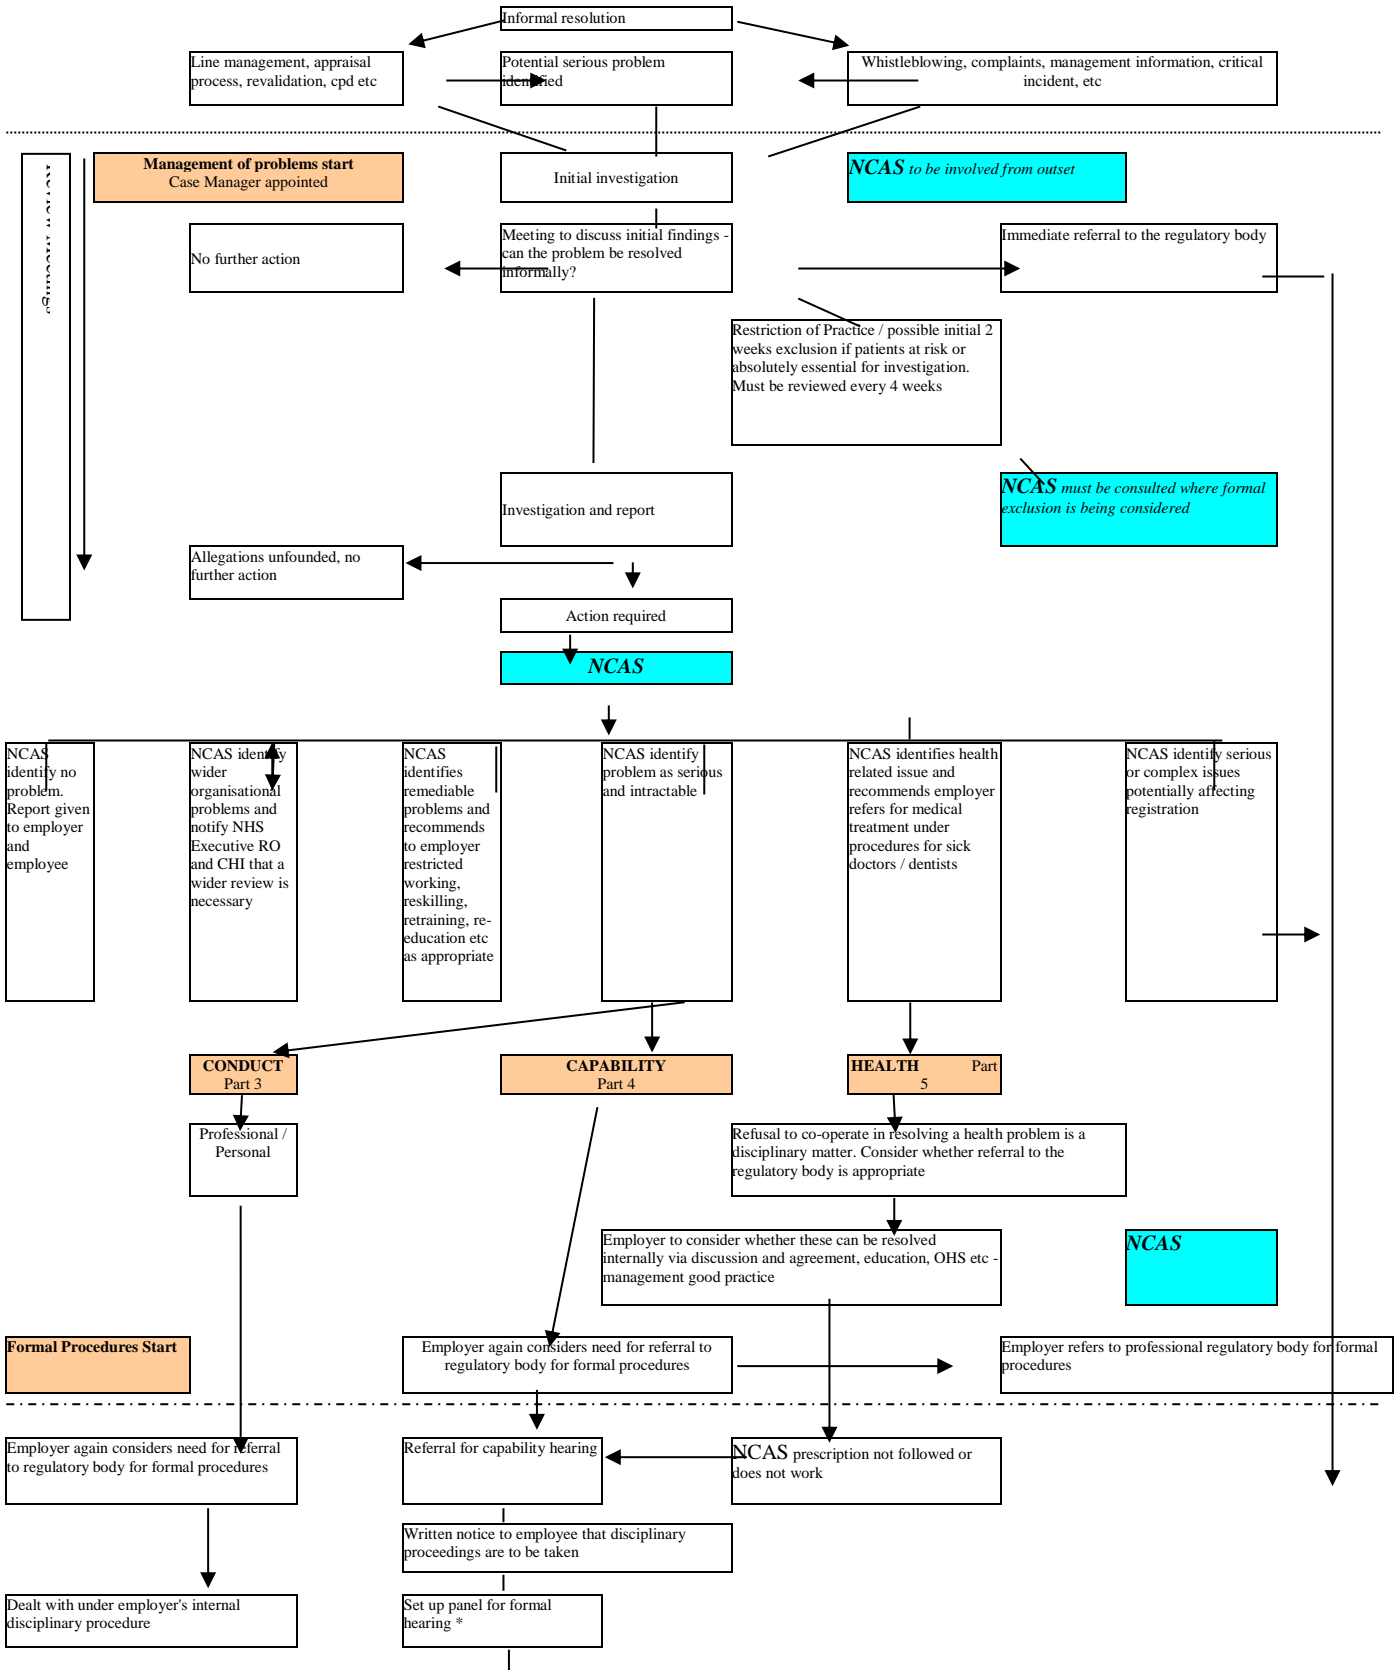 Informal resolution
Line management, appraisal
process, revalidation, cpd etc
Potential serious problem
identified
Whistleblowing, complaints, management information, critical
incident, etc
Management of problems start
Case Manager appointed
Initial investigation
NCAS to be involved from outset
No further action
Meeting to discuss initial findings -
can the problem be resolved
informally?
Immediate referral to the regulatory body
Restriction of Practice / possible initial 2
weeks exclusion if patients at risk or
absolutely essential for investigation.
Must be reviewed every 4 weeks
Investigation and report
NCAS must be consulted where formal
exclusion is being considered
Allegations unfounded, no
further action
Action required
NCAS
NCAS
identify no
problem.
Report given
to employer
and
employee
NCAS identify
wider
organisational
problems and
notify NHS
Executive RO
and CHI that a
wider review is
necessary
NCAS
identifies
remediable
problems and
recommends
to employer
restricted
working,
reskilling,
retraining, re-
education etc
as appropriate
NCAS identify
problem as serious
and intractable
NCAS identifies health
related issue and
recommends employer
refers for medical
treatment under
procedures for sick
doctors / dentists
NCAS identify serious
or complex issues
potentially affecting
registration
CONDUCT
Part 3
CAPABILITY
Part 4
HEALTH Part
5
Professional /
Personal
Refusal to co-operate in resolving a health problem is a
disciplinary matter. Consider whether referral to the
regulatory body is appropriate
Employer to consider whether these can be resolved
internally via discussion and agreement, education, OHS etc -
management good practice
NCAS
Formal Procedures Start
Employer again considers need for referral to
regulatory body for formal procedures
Employer refers to professional regulatory body for formal
procedures
Employer again considers need for referral
to regulatory body for formal procedures
Referral for capability hearing
NCAS prescription not followed or
does not work
Written notice to employee that disciplinary
proceedings are to be taken
Dealt with under employer's internal
disciplinary procedure
Set up panel for formal
hearing *